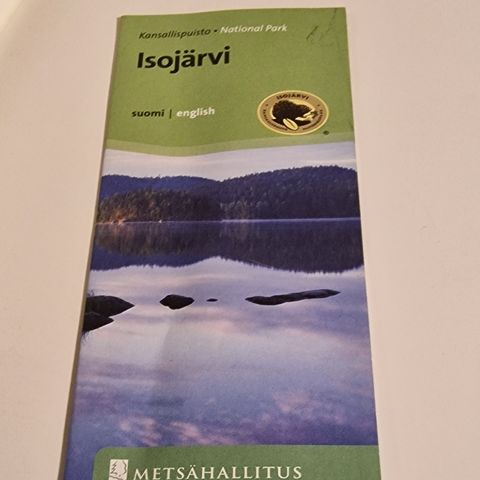 Kansallispuisto • National Park
Isojärvi
suomi | english
ISOJÄRVI
®
METSÄHALLITUS